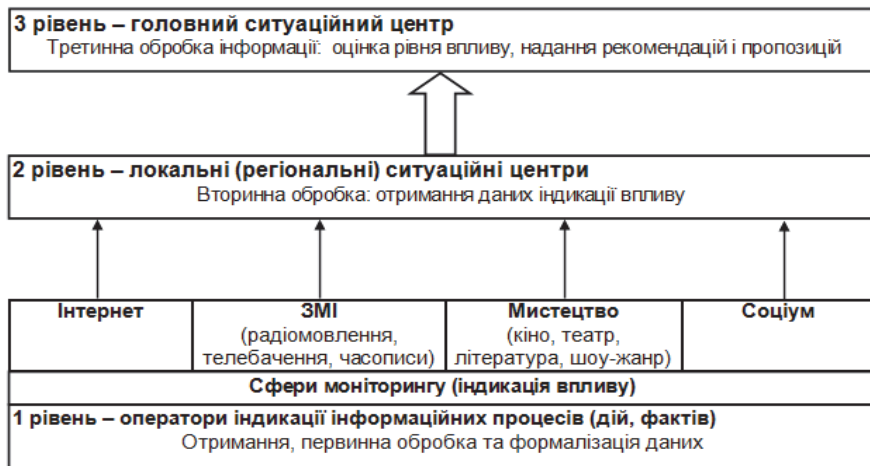 3 рівень – головний ситуаційний центр
Третинна обробка інформації: оцінка рівня впливу, надання рекомендацій і пропозицій
2 рівень – локальні (регіональні) ситуаційні центри
Вторинна обробка: отримання даних індикації впливу
Інтернет
ЗМІ
(радіомовлення,
телебачення, часописи)
Мистецтво
(кіно, театр,
література, шоу-жанр)
Соціум
Сфери моніторингу (індикація впливу)
1 рівень – оператори індикації інформаційних процесів (дій, фактів)
Отримання, первинна обробка та формалізація даних